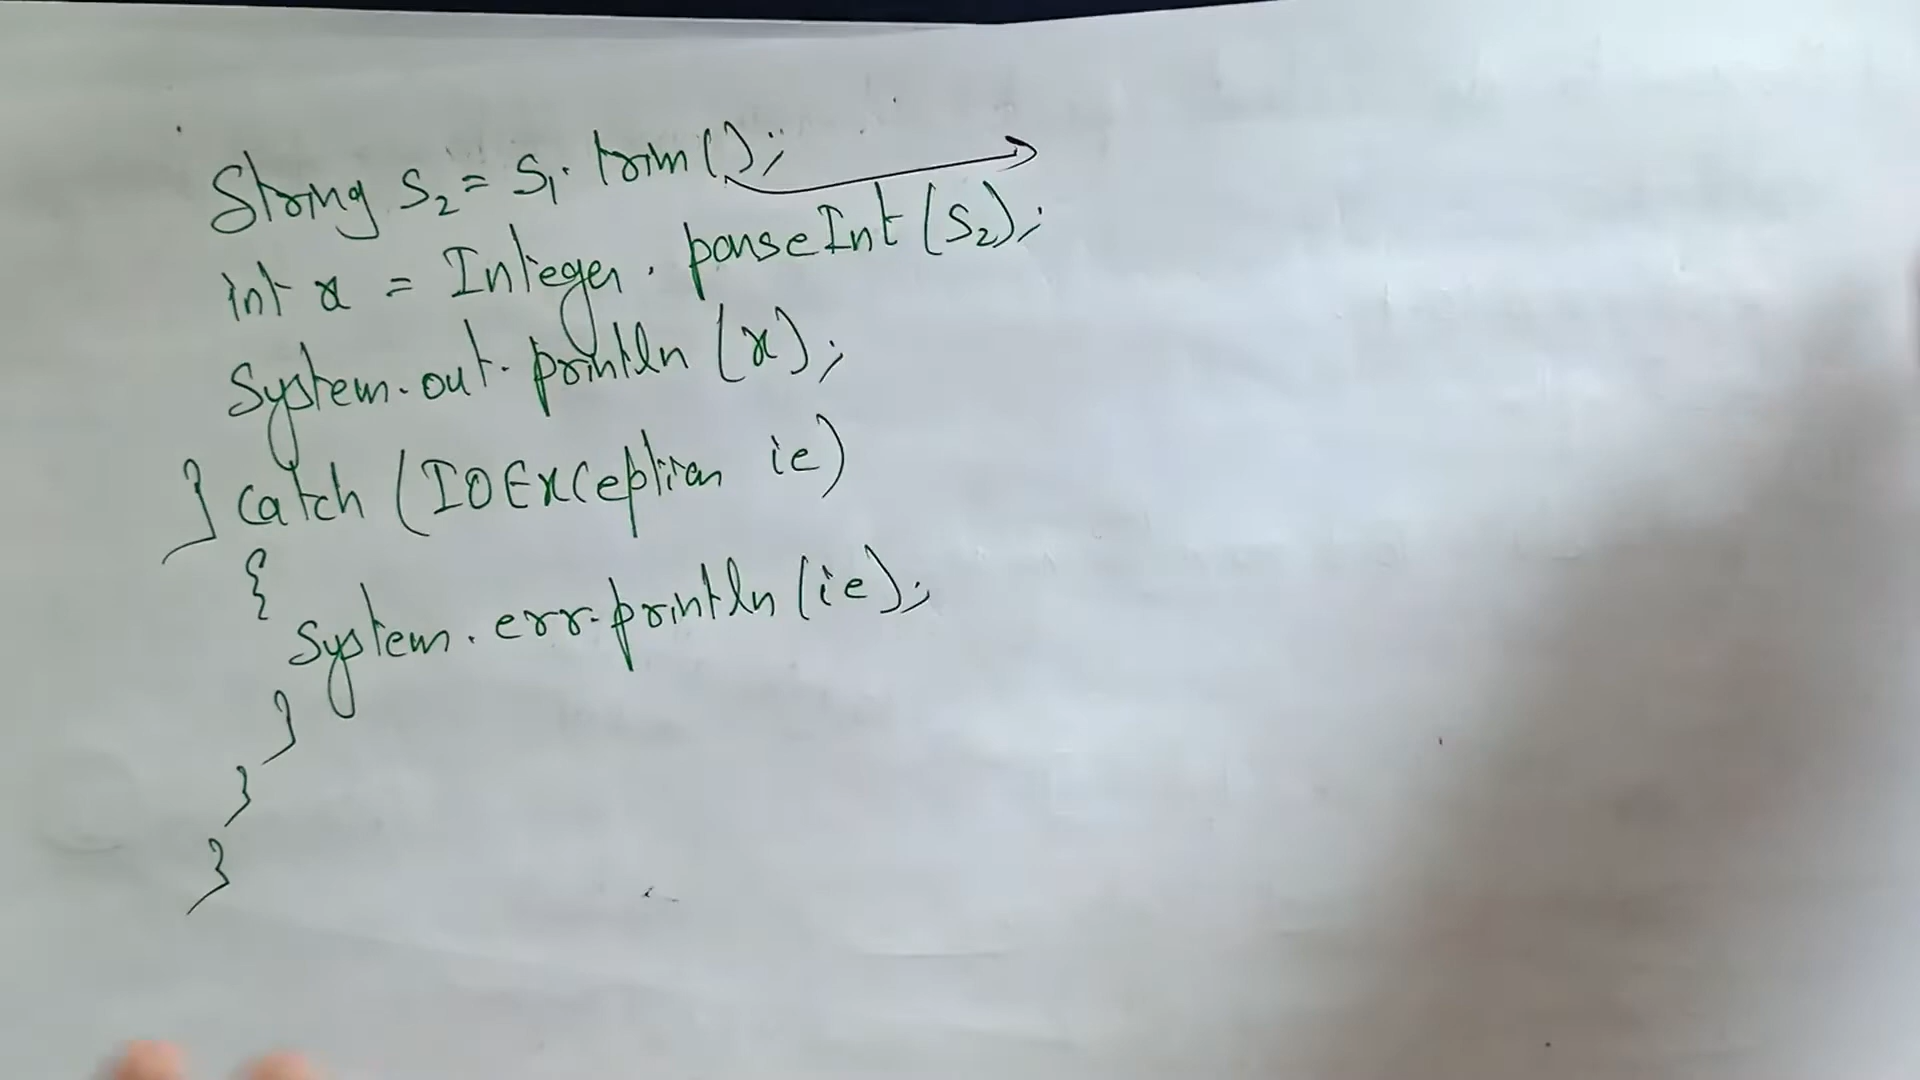 String S2 = S1. trim();
int x = Integer. parseInt (S2);
System.out.println (x);
} catch (IOException ie)
{
System.err.println (ie);
}
}
}